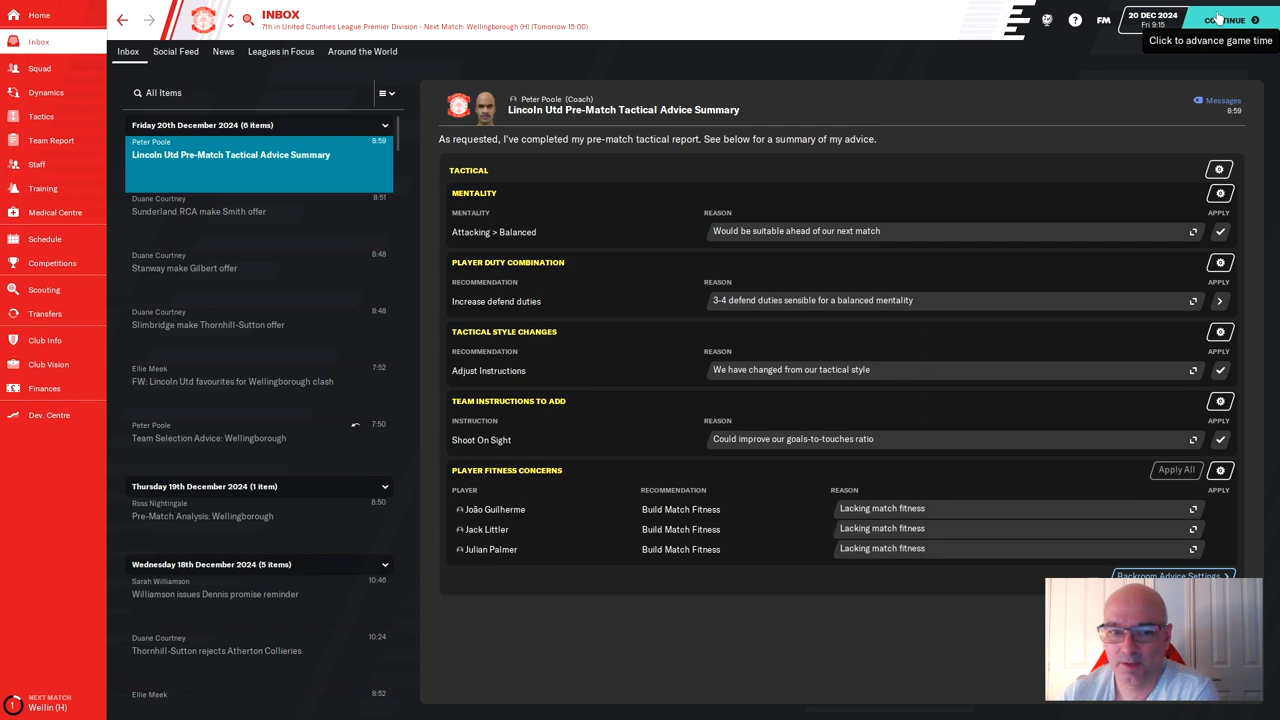 Home
Inbox
Squad
Dynamics
Tactics
Team Report
Staff
Training
Medical Centre
Schedule
Competitions
Scouting
Transfers
Club Info
Club Vision
Finances
Dev. Centre
1
NEXT MATCH
Wellin (H)
INBOX
7th in United Counties League Premier Division - Next Match: Wellingborough (H) (Tomorrow 15:00)
FM
20 DEC 2024
Fri 9:15
CONTINUE
Click to advance game time
Inbox Social Feed News Leagues in Focus Around the World
All Items
Friday 20th December 2024 (6 items)
Peter Poole 8:59
Lincoln Utd Pre-Match Tactical Advice Summary
Duane Courtney 8:51
Sunderland RCA make Smith offer
Duane Courtney 8:48
Stanway make Gilbert offer
Duane Courtney 8:48
Slimbridge make Thornhill-Sutton offer
Ellie Meek 7:52
FW: Lincoln Utd favourites for Wellingborough clash
Peter Poole 7:50
Team Selection Advice: Wellingborough
Thursday 19th December 2024 (1 item)
Ross Nightingale 8:50
Pre-Match Analysis: Wellingborough
Wednesday 18th December 2024 (5 items)
Sarah Williamson 10:46
Williamson issues Dennis promise reminder
Duane Courtney 10:24
Thornhill-Sutton rejects Atherton Collieries
Ellie Meek 8:52
Peter Poole (Coach)
Lincoln Utd Pre-Match Tactical Advice Summary
Messages
8:59
As requested, I've completed my pre-match tactical report. See below for a summary of my advice.
TACTICAL
MENTALITY
MENTALITY REASON APPLY
Attacking > Balanced Would be suitable ahead of our next match
PLAYER DUTY COMBINATION
RECOMMENDATION REASON APPLY
Increase defend duties 3-4 defend duties sensible for a balanced mentality
TACTICAL STYLE CHANGES
RECOMMENDATION REASON APPLY
Adjust Instructions We have changed from our tactical style
TEAM INSTRUCTIONS TO ADD
INSTRUCTION REASON APPLY
Shoot On Sight Could improve our goals-to-touches ratio
PLAYER FITNESS CONCERNS Apply All
PLAYER RECOMMENDATION REASON APPLY
João Guilherme Build Match Fitness Lacking match fitness
Jack Littler Build Match Fitness Lacking match fitness
Julian Palmer Build Match Fitness Lacking match fitness
Backroom Advice Settings >